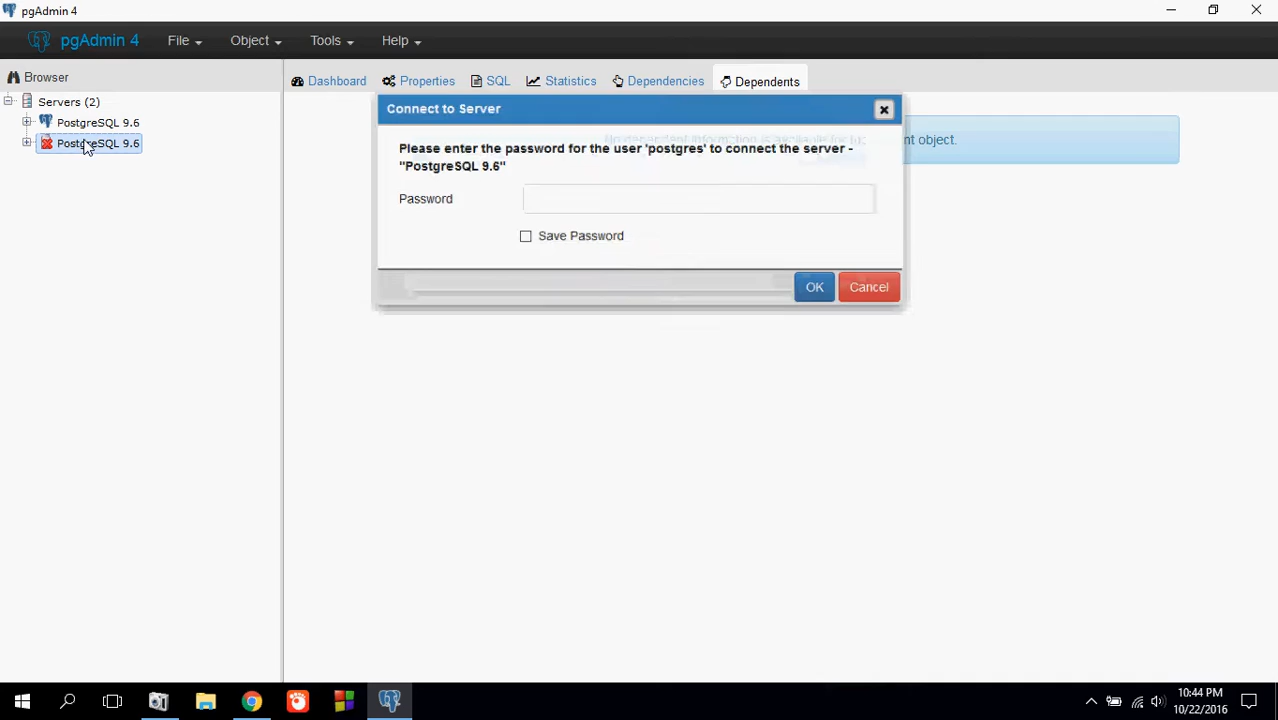 pgAdmin 4
pgAdmin 4 File Object Tools Help
Browser
Dashboard Properties SQL Statistics Dependencies Dependents
Servers (2)
PostgreSQL 9.6
PostgreSQL 9.6
Connect to Server
nt object.
Please enter the password for the user 'postgres' to connect the server -
"PostgreSQL 9.6"
Password
Save Password
OK Cancel
10:44 PM
10/22/2016